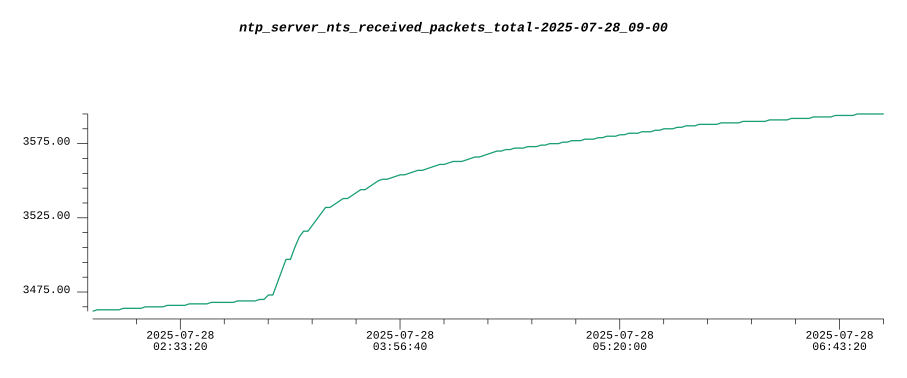 ntp_server_nts_received_packets_total-2025-07-28_09-00
3575.00
3525.00
3475.00
2025-07-28 2025-07-28 2025-07-28 2025-07-28
02:33:20 03:56:40 05:20:00 06:43:20